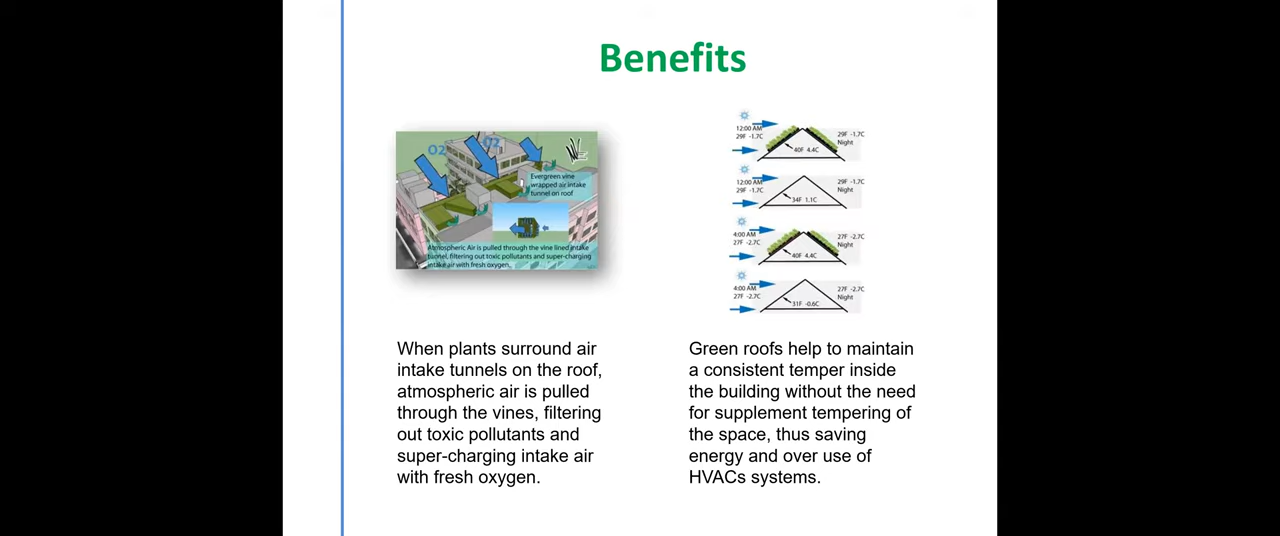 Benefits
O2
O2
Evergreen vine
wrapped air intake
tunnel on roof
Atmospheric Air is pulled through the vine lined intake
tunnel, filtering out toxic pollutants and super-charging
intake air with fresh oxygen.
When plants surround air
intake tunnels on the roof,
atmospheric air is pulled
through the vines, filtering
out toxic pollutants and
super-charging intake air
with fresh oxygen.
12:00 AM
29F -1.7C
40F 4.4C
29F -1.7C
Night
12:00 AM
29F -1.7C
34F 1.1C
29F -1.7C
Night
4:00 AM
27F -2.7C
40F 4.4C
27F -2.7C
Night
4:00 AM
27F -2.7C
31F -0.6C
27F -2.7C
Night
Green roofs help to maintain
a consistent temper inside
the building without the need
for supplement tempering of
the space, thus saving
energy and over use of
HVACs systems.